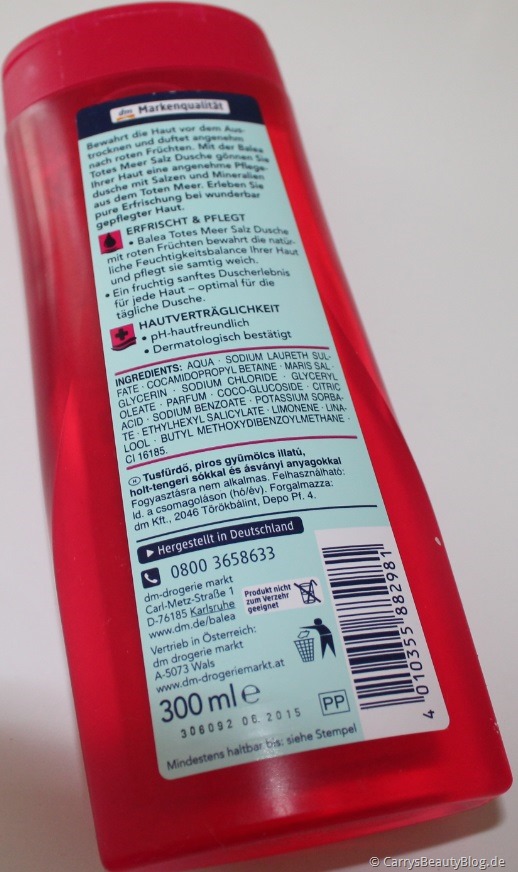 dm Markenqualität
Bewahrt die Haut vor dem Aus-
trocknen und duftet angenehm
nach roten Früchten. Mit der Balea
Totes Meer Salz Dusche gönnen Sie
Ihrer Haut eine angenehme Pflege-
dusche mit Salzen und Mineralien
aus dem Toten Meer. Erleben Sie
pure Erfrischung bei wunderbar
gepflegter Haut.
ERFRISCHT & PFLEGT
• Balea Totes Meer Salz Dusche
mit roten Früchten bewahrt die natür-
liche Feuchtigkeitsbalance Ihrer Haut
und pflegt sie samtig weich.
• Ein fruchtig sanftes Duscherlebnis
für jede Haut – optimal für die
tägliche Dusche.
HAUTVERTRÄGLICHKEIT
• pH-hautfreundlich
• Dermatologisch bestätigt
INGREDIENTS: AQUA · SODIUM LAURETH SUL-
FATE · COCAMIDOPROPYL BETAINE · MARIS SAL ·
GLYCERIN · SODIUM CHLORIDE · GLYCERYL
OLEATE · PARFUM · COCO-GLUCOSIDE · CITRIC
ACID · SODIUM BENZOATE · POTASSIUM SORBA-
TE · ETHYLHEXYL SALICYLATE · LIMONENE · LINA-
LOOL · BUTYL METHOXYDIBENZOYLMETHANE ·
CI 16185.
H Tusfürdő, piros gyümölcs illatú,
holt-tengeri sókkal és ásványi anyagokkal
Fogyasztásra nem alkalmas. Felhasználható:
ld. a csomagoláson (hó/èv). Forgalmazza:
dm Kft., 2046 Törökbálint, Depo Pf. 4.
Hergestellt in Deutschland
0800 3658633
dm-drogerie markt
Carl-Metz-Straße 1
D-76185 Karlsruhe
www.dm.de/balea
Produkt nicht
zum Verzehr
geeignet
Vertrieb in Österreich:
dm drogerie markt
A-5073 Wals
www.dm-drogeriemarkt.at
300 ml e
PP
306092 06.2015
Mindestens haltbar bis: siehe Stempel
4 010355 882981
© CarrysBeautyBlog.de